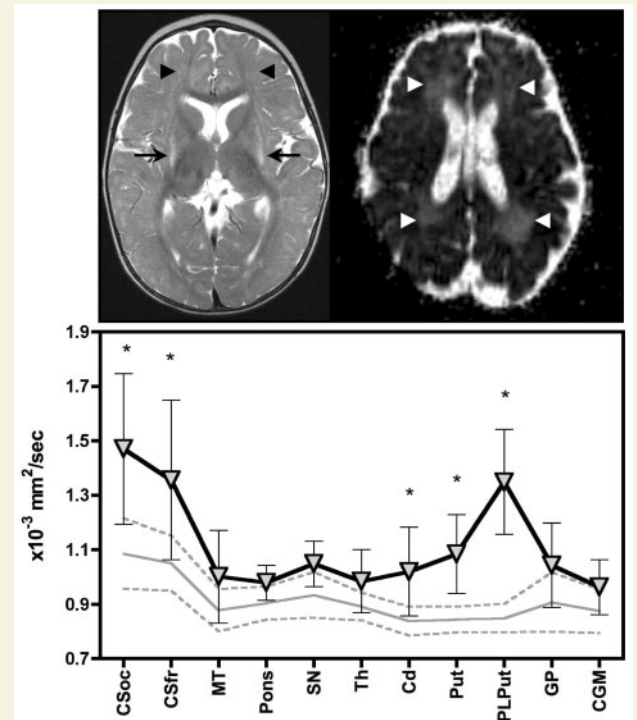 1.9
*
*
1.7
*
1.5
*
*
1.3
1.1
0.9
0.7
x10⁻³ mm²/sec
CSoc
CSfr
MT
Pons
SN
Th
Cd
Put
PLPut
GP
CGM